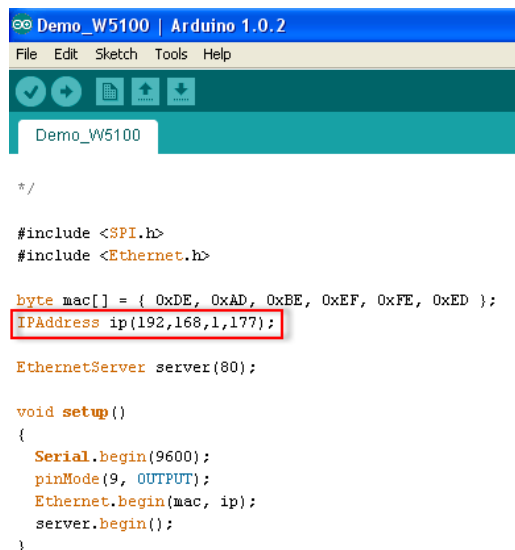 Demo_W5100 | Arduino 1.0.2
File Edit Sketch Tools Help
Demo_W5100
*/
#include <SPI.h>
#include <Ethernet.h>
byte mac[] = { 0xDE, 0xAD, 0xBE, 0xEF, 0xFE, 0xED };
IPAddress ip(192,168,1,177);
EthernetServer server(80);
void setup()
{
  Serial.begin(9600);
  pinMode(9, OUTPUT);
  Ethernet.begin(mac, ip);
  server.begin();
}